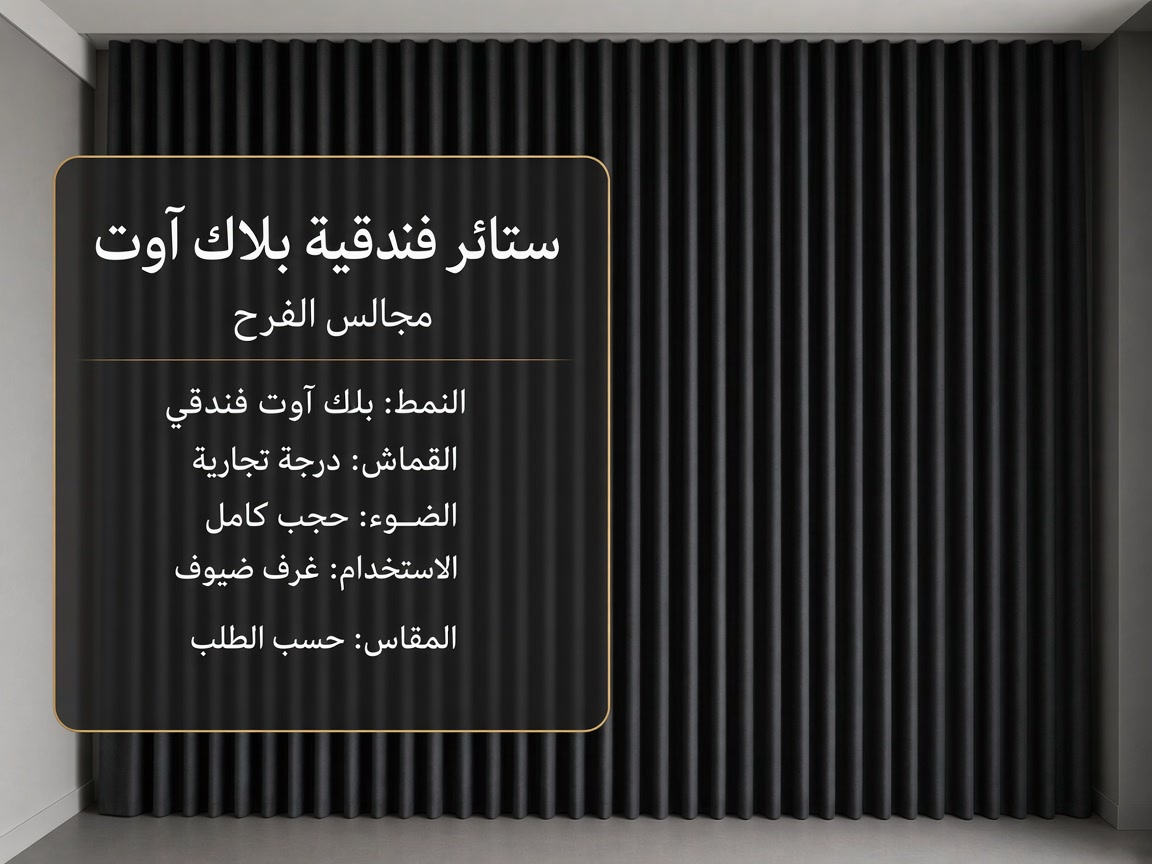 ستائر فندقية بلاك آوت
مجالس الفرح
النمط: بلك آوت فندقي
القماش: درجة تجارية
الضــوء: حجب كامل
الاستخدام: غرف ضيوف
المقاس: حسب الطلب